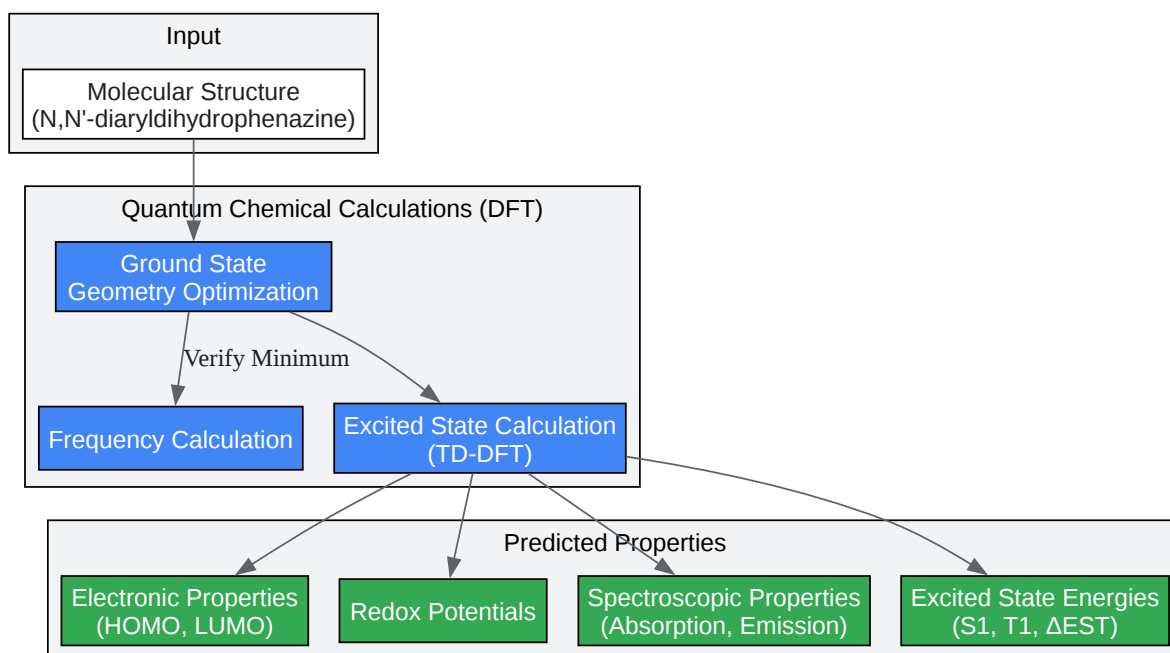 Input
Molecular Structure
(N,N'-diaryldihydrophenazine)
Quantum Chemical Calculations (DFT)
Ground State
Geometry Optimization
Verify Minimum
Frequency Calculation
Excited State Calculation
(TD-DFT)
Predicted Properties
Electronic Properties
(HOMO, LUMO)
Redox Potentials
Spectroscopic Properties
(Absorption, Emission)
Excited State Energies
(S1, T1, ΔEST)